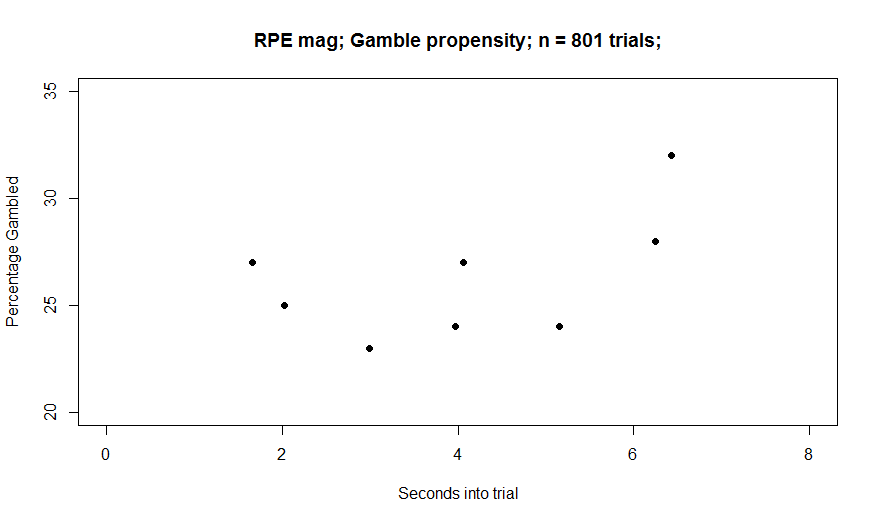 RPE mag; Gamble propensity; n = 801 trials;
Percentage Gambled
35
30
25
20
0 2 4 6 8
Seconds into trial